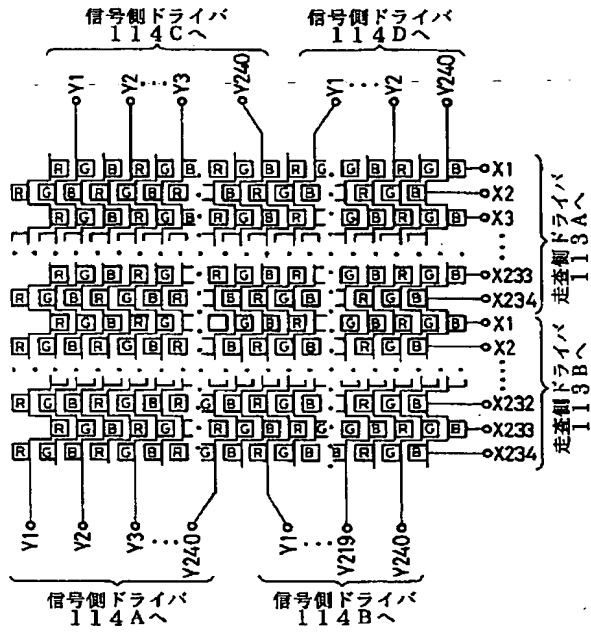 信号側ドライバ
114Cへ
信号側ドライバ
114Dへ
Y1 Y2 ···· Y3 Y240 Y1 ···· Y2 Y240
R G B R G B R G B R G G B R G B X1
R G B R G B R B R G B R G B X2
R G B R G B R G B R G B R G B X3
R G B R G R G B R G B R G B X233
R G B R G B R B R G B R G B X234
R G B R G G B R G B R G B X1
R G B R G B R B R G B R G B X2
R G B R G B R G B R G B R G B X232
R G B R G R G B R G G B R G B X233
R G B R G B R G B R G B B R G B X234
走査側ドライバ
113Aへ
走査側ドライバ
113Bへ
Y1 Y2 Y3 ···· Y240 Y1 ···· Y219 Y240
信号側ドライバ
114Aへ
信号側ドライバ
114Bへ